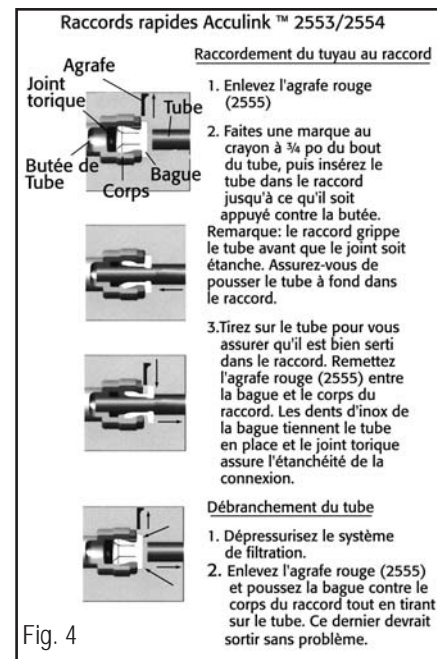 Raccords rapides Acculink ™ 2553/2554
Raccordement du tuyau au raccord
Agrafe
Joint
torique
Tube
Butée de
Tube
Corps
Bague
1. Enlevez l'agrafe rouge
(2555)
2. Faites une marque au
crayon à ¾ po du bout
du tube, puis insérez le
tube dans le raccord
jusqu'à ce qu'il soit
appuyé contre la butée.
Remarque: le raccord grippe
le tube avant que le joint soit
étanche. Assurez-vous de
pousser le tube à fond dans
le raccord.
3.Tirez sur le tube pour vous
assurer qu'il est bien serti
dans le raccord. Remettez
l'agrafe rouge (2555) entre
la bague et le corps du
raccord. Les dents d'inox de
la bague tiennent le tube
en place et le joint torique
assure l'étanchéité de la
connexion.
Débranchement du tube
1. Dépressurisez le système
de filtration.
2. Enlevez l'agrafe rouge (2555)
et poussez la bague contre le
corps du raccord tout en tirant
sur le tube. Ce dernier devrait
sortir sans problème.
Fig. 4